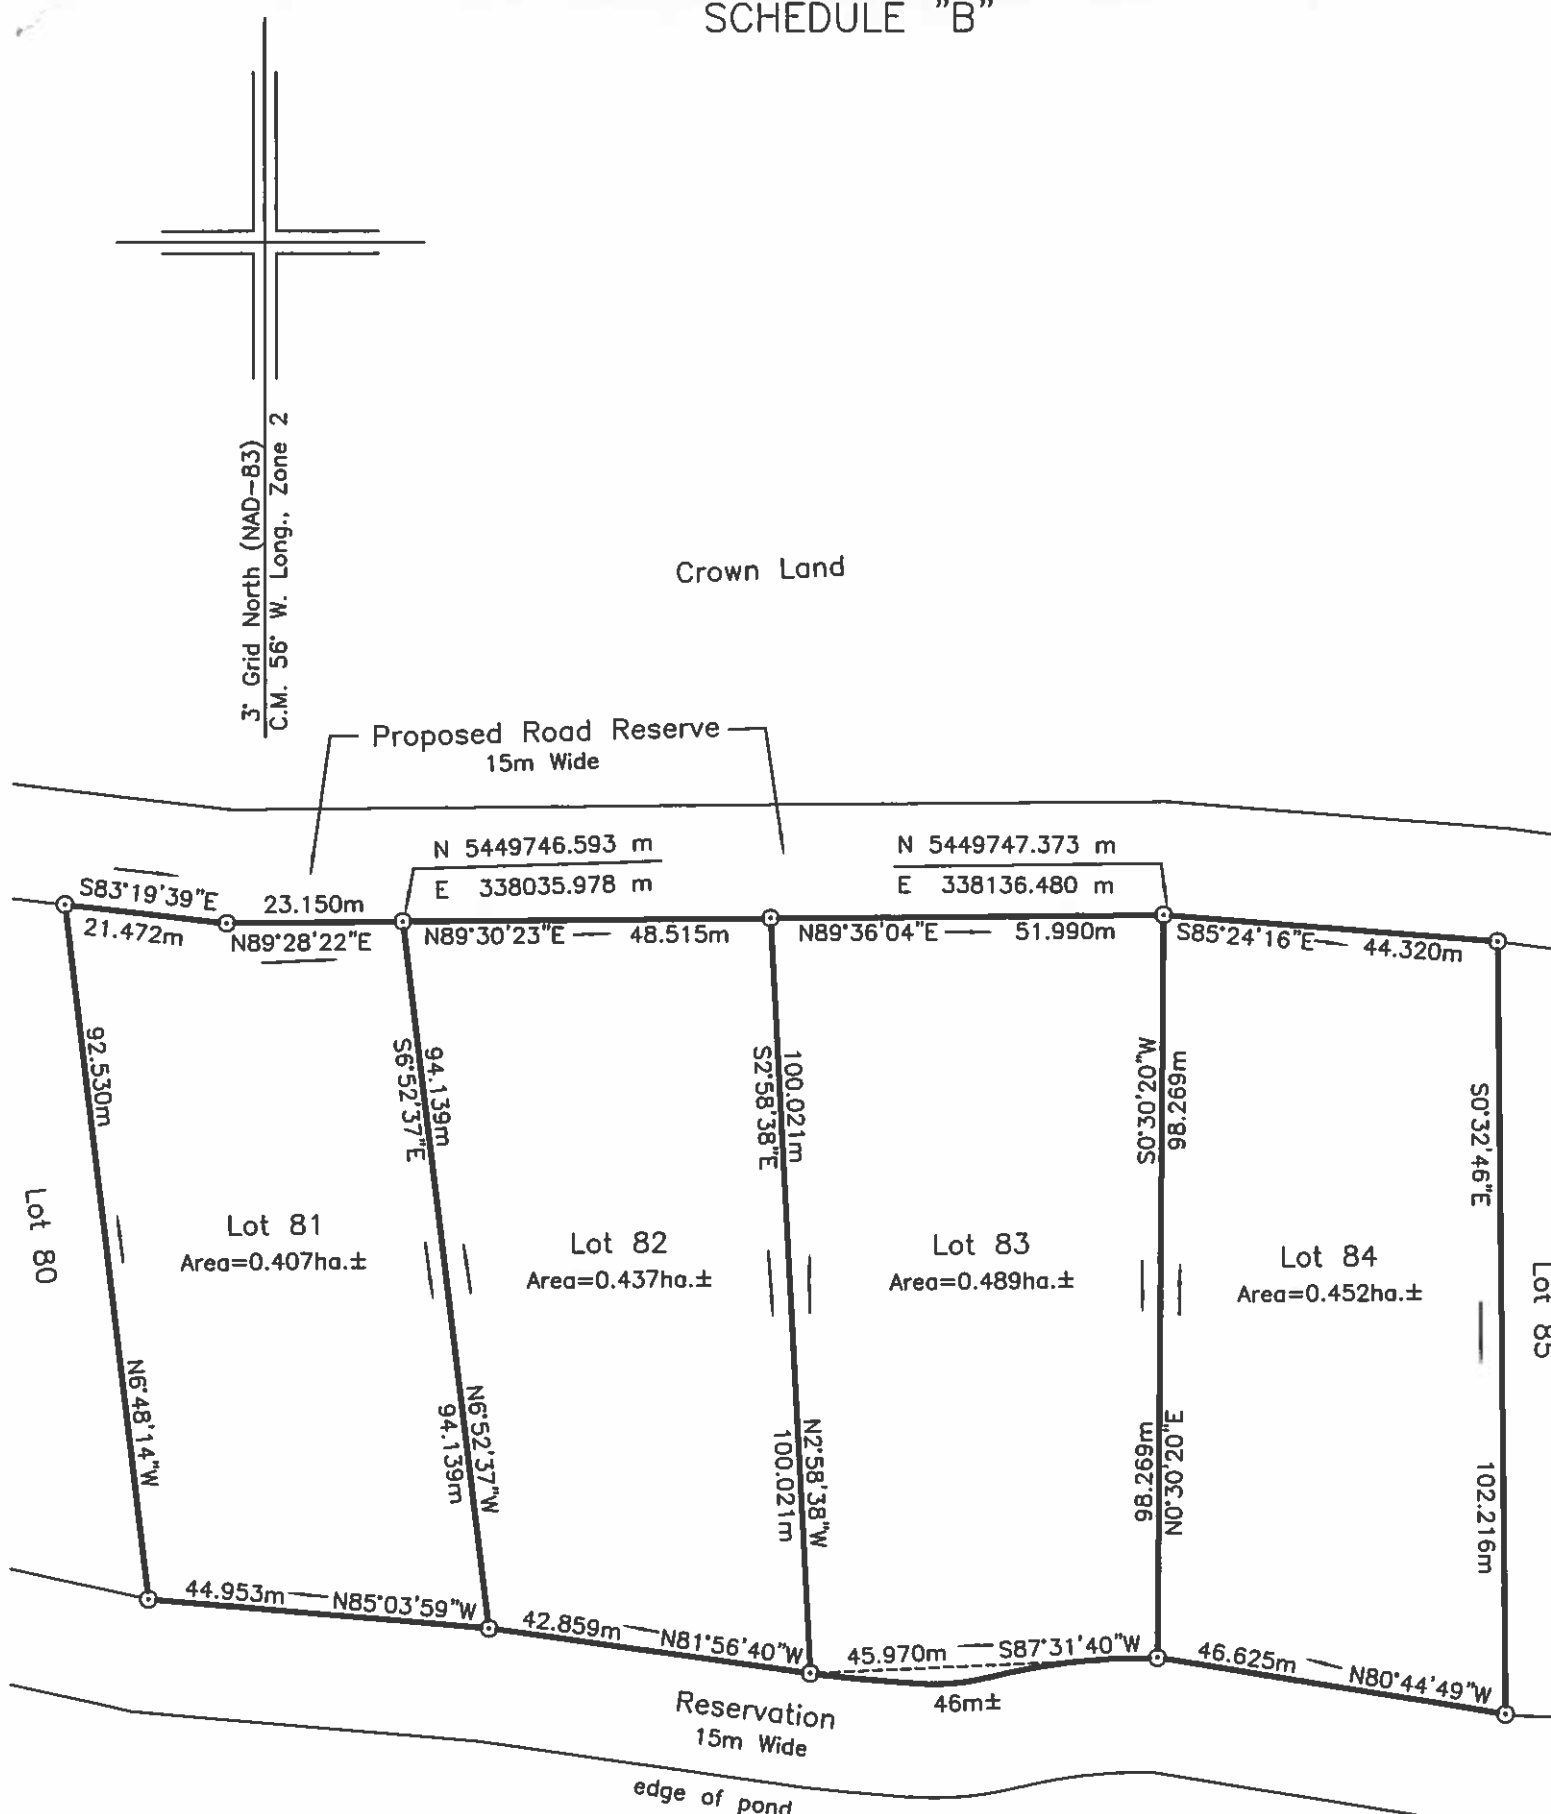 SCHEDULE "B"
3° Grid North (NAD-83)
C.M. 56° W. Long., Zone 2
Crown Land
Proposed Road Reserve
15m Wide
N 5449746.593 m
E 338035.978 m
N 5449747.373 m
E 338136.480 m
S83°19'39"E
21.472m
23.150m
N89°28'22"E
N89°30'23"E
48.515m
N89°36'04"E
51.990m
S85°24'16"E
44.320m
92.530m
N6°48'14"W
94.139m
S6°52'37"E
N6°52'37"W
94.139m
100.021m
S2°58'38"E
N2°58'38"W
100.021m
S0°30'20"W
98.269m
98.269m
N0°30'20"E
S0°32'46"E
102.216m
Lot 80
Lot 81
Area=0.407ha.±
Lot 82
Area=0.437ha.±
Lot 83
Area=0.489ha.±
Lot 84
Area=0.452ha.±
Lot 85
44.953m
N85°03'59"W
42.859m
N81°56'40"W
45.970m
S87°31'40"W
46m±
46.625m
N80°44'49"W
Reservation
15m Wide
edge of pond